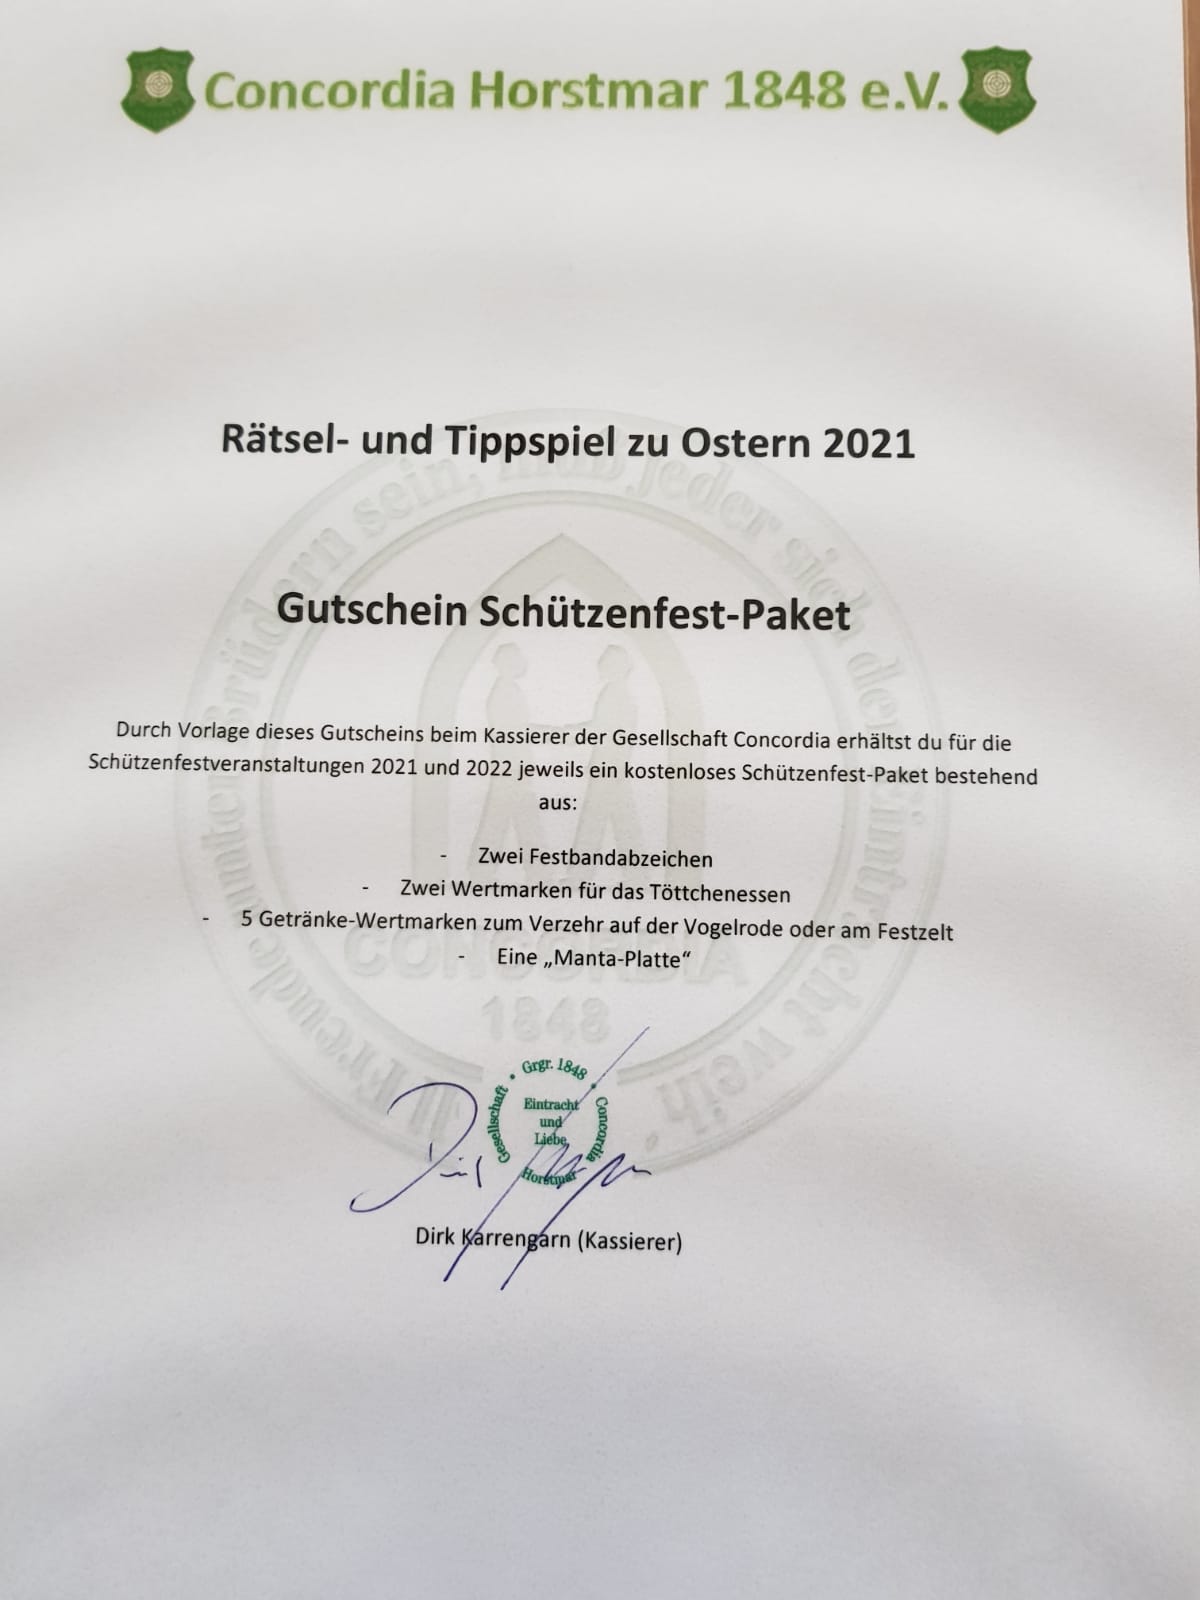 Concordia Horstmar 1848 e.V.
Rätsel- und Tippspiel zu Ostern 2021
Gutschein Schützenfest-Paket
Durch Vorlage dieses Gutscheins beim Kassierer der Gesellschaft Concordia erhältst du für die
Schützenfestveranstaltungen 2021 und 2022 jeweils ein kostenloses Schützenfest-Paket bestehend
aus:
- Zwei Festbandabzeichen
- Zwei Wertmarken für das Töttchenessen
- 5 Getränke-Wertmarken zum Verzehr auf der Vogelrode oder am Festzelt
- Eine „Manta-Platte“
CONCORDIA
1848
Gesellschaft • Grgr. 1848 • Concordia
Eintracht
und
Liebe
Horstmar
Dirk Karrengarn (Kassierer)